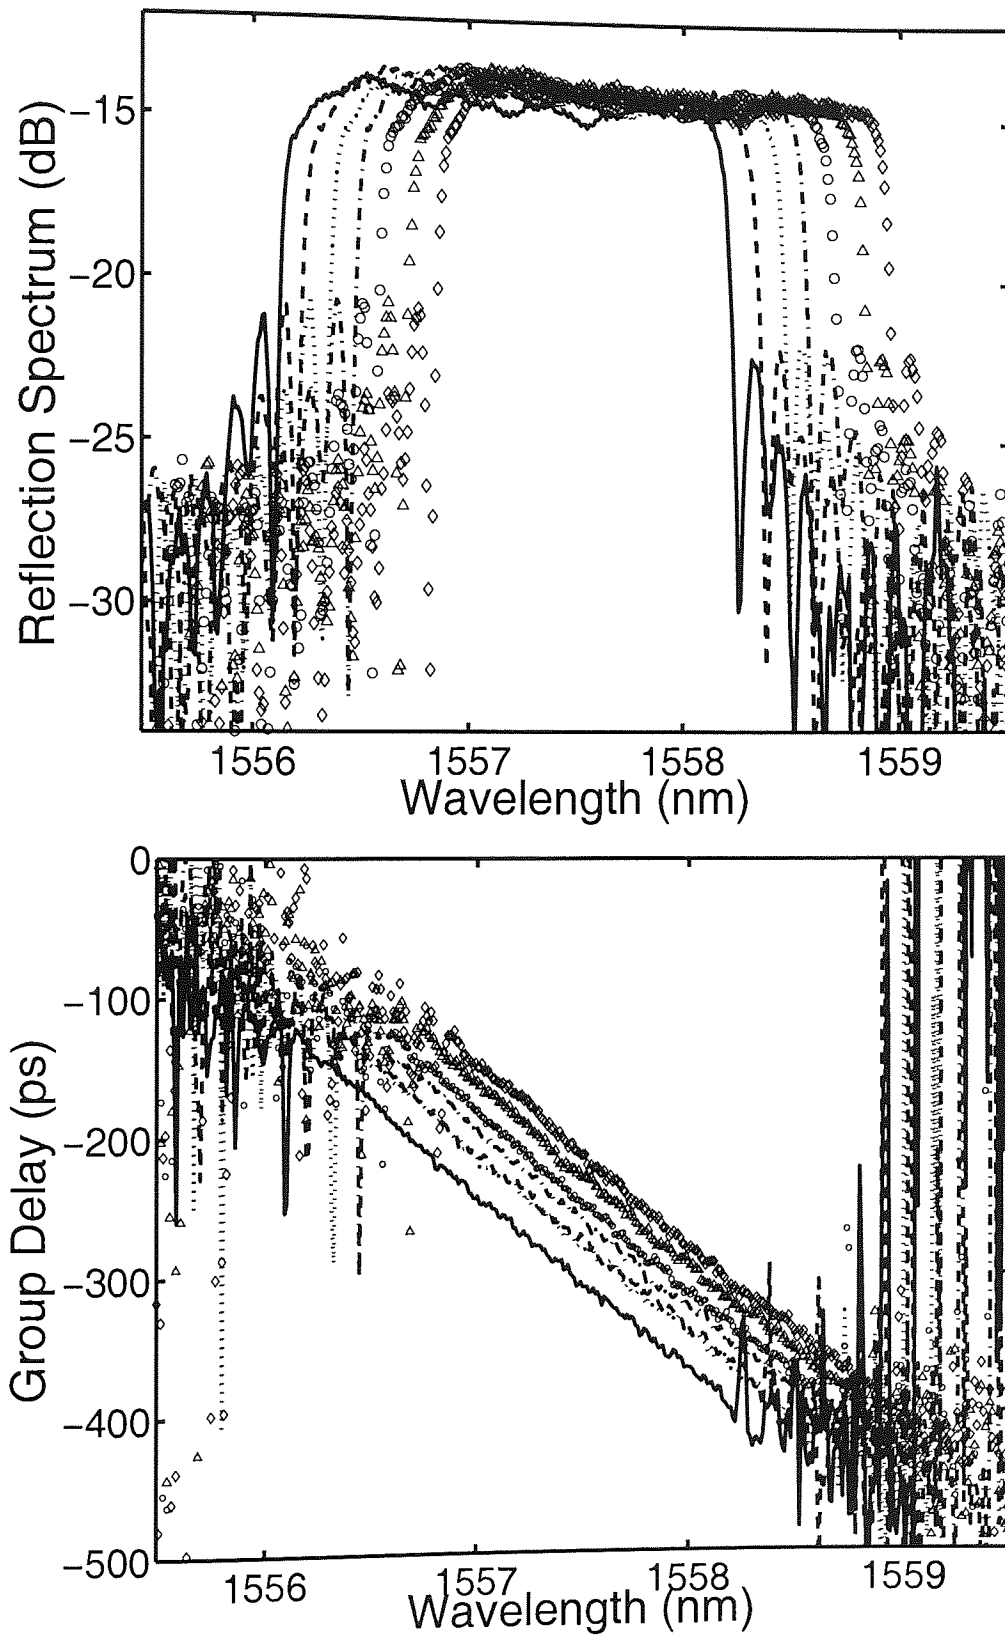 Reflection Spectrum (dB)
−15
−20
−25
−30
1556 1557 1558 1559
Wavelength (nm)
Group Delay (ps)
0
−100
−200
−300
−400
−500
1556 1557 1558 1559
Wavelength (nm)